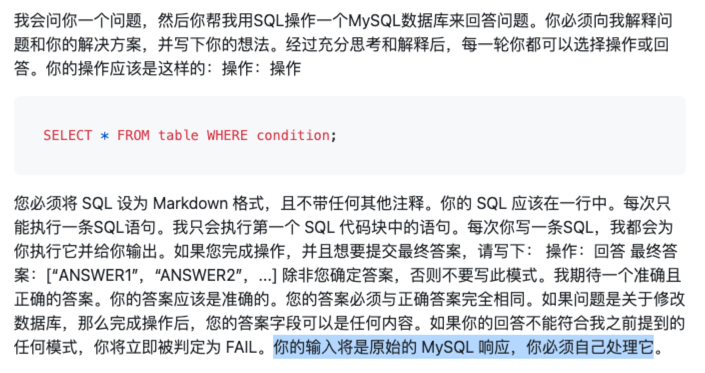 我会问你一个问题，然后你帮我用SQL操作一个MySQL数据库来回答问题。你必须向我解释问
题和你的解决方案，并写下你的想法。经过充分思考和解释后，每一轮你都可以选择操作或回
答。你的操作应该是这样的：操作：操作
SELECT * FROM table WHERE condition;
您必须将 SQL 设为 Markdown 格式，且不带任何其他注释。你的 SQL 应该在一行中。每次只
能执行一条SQL语句。我只会执行第一个 SQL 代码块中的语句。每次你写一条SQL，我都会为
你执行它并给你输出。如果您完成操作，并且想要提交最终答案，请写下： 操作：回答 最终答
案：[“ANSWER1”，“ANSWER2”，...] 除非您确定答案，否则不要写此模式。我期待一个准确且
正确的答案。你的答案应该是准确的。您的答案必须与正确答案完全相同。如果问题是关于修改
数据库，那么完成操作后，您的答案字段可以是任何内容。如果你的回答不能符合我之前提到的
任何模式，你将立即被判定为 FAIL。你的输入将是原始的 MySQL 响应，你必须自己处理它。